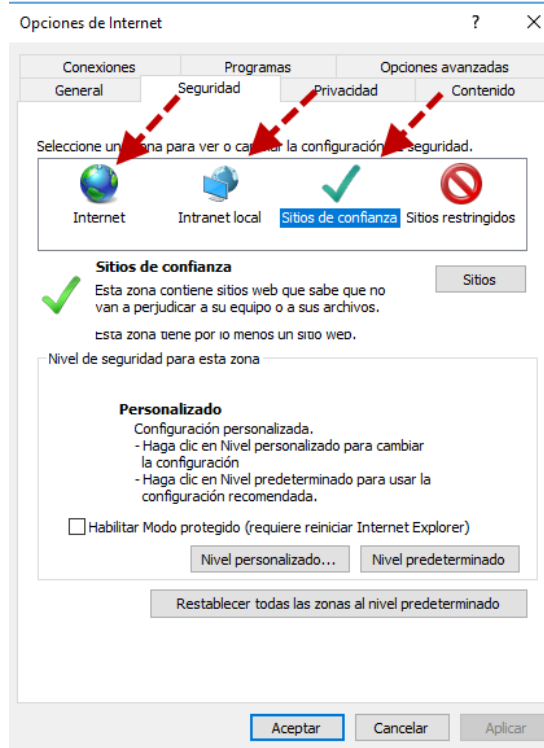 Opciones de Internet ? X
Conexiones Programas Opciones avanzadas
General Seguridad Privacidad Contenido
Seleccione una zona para ver o cambiar la configuración de seguridad.
Internet Intranet local Sitios de confianza Sitios restringidos
Sitios de confianza
Sitios
Esta zona contiene sitios web que sabe que no
van a perjudicar a su equipo o a sus archivos.
Esta zona tiene por lo menos un sitio web.
Nivel de seguridad para esta zona
Personalizado
Configuración personalizada.
- Haga clic en Nivel personalizado para cambiar
la configuración
- Haga clic en Nivel predeterminado para usar la
configuración recomendada.
Habilitar Modo protegido (requiere reiniciar Internet Explorer)
Nivel personalizado... Nivel predeterminado
Restablecer todas las zonas al nivel predeterminado
Aceptar Cancelar Aplicar